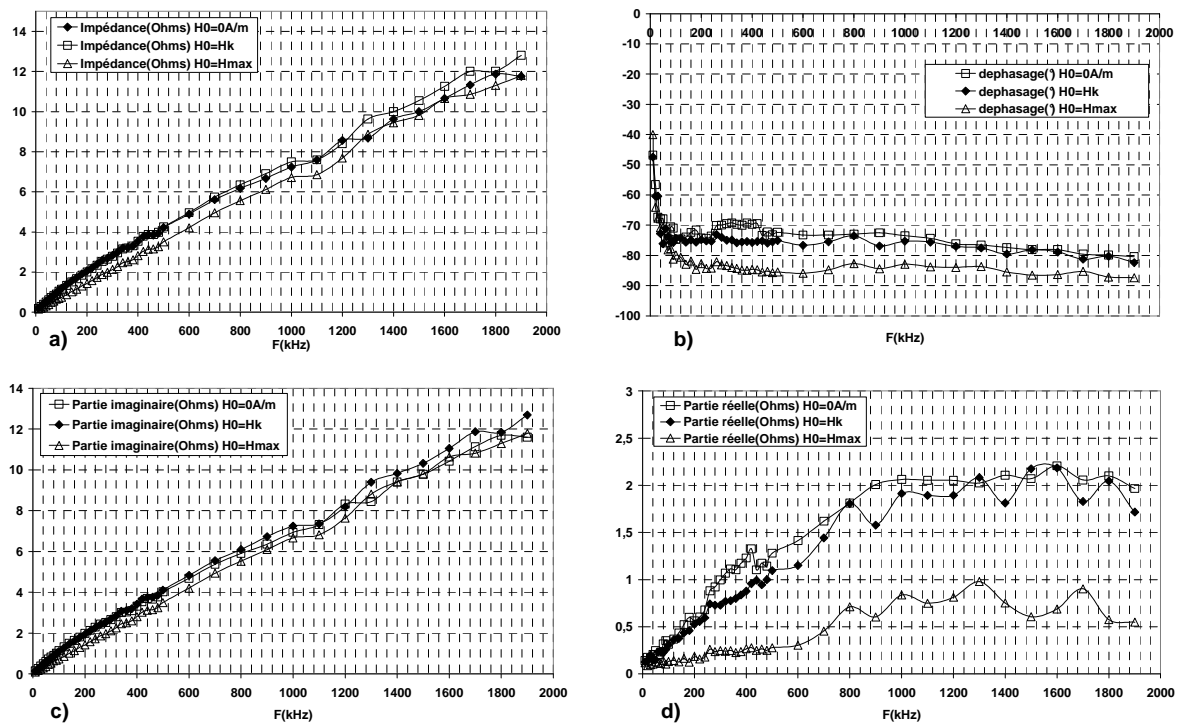 14
12
10
8
6
4
2
0
Impédance(Ohms) H0=0A/m
Impédance(Ohms) H0=Hk
Impédance(Ohms) H0=Hmax
0 200 400 600 800 1000 1200 1400 1600 1800 2000
F(kHz)
a)
0
-10
-20
-30
-40
-50
-60
-70
-80
-90
-100
0 200 400 600 800 1000 1200 1400 1600 1800 2000
dephasage(°) H0=0A/m
dephasage(°) H0=Hk
dephasage(°) H0=Hmax
F(kHz)
b)
14
12
10
8
6
4
2
0
Partie imaginaire(Ohms) H0=0A/m
Partie imaginaire(Ohms) H0=Hk
Partie imaginaire(Ohms) H0=Hmax
0 200 400 600 800 1000 1200 1400 1600 1800 2000
F(kHz)
c)
3
2,5
2
1,5
1
0,5
0
Partie réelle(Ohms) H0=0A/m
Partie réelle(Ohms) H0=Hk
Partie réelle(Ohms) H0=Hmax
0 200 400 600 800 1000 1200 1400 1600 1800 2000
F(kHz)
d)